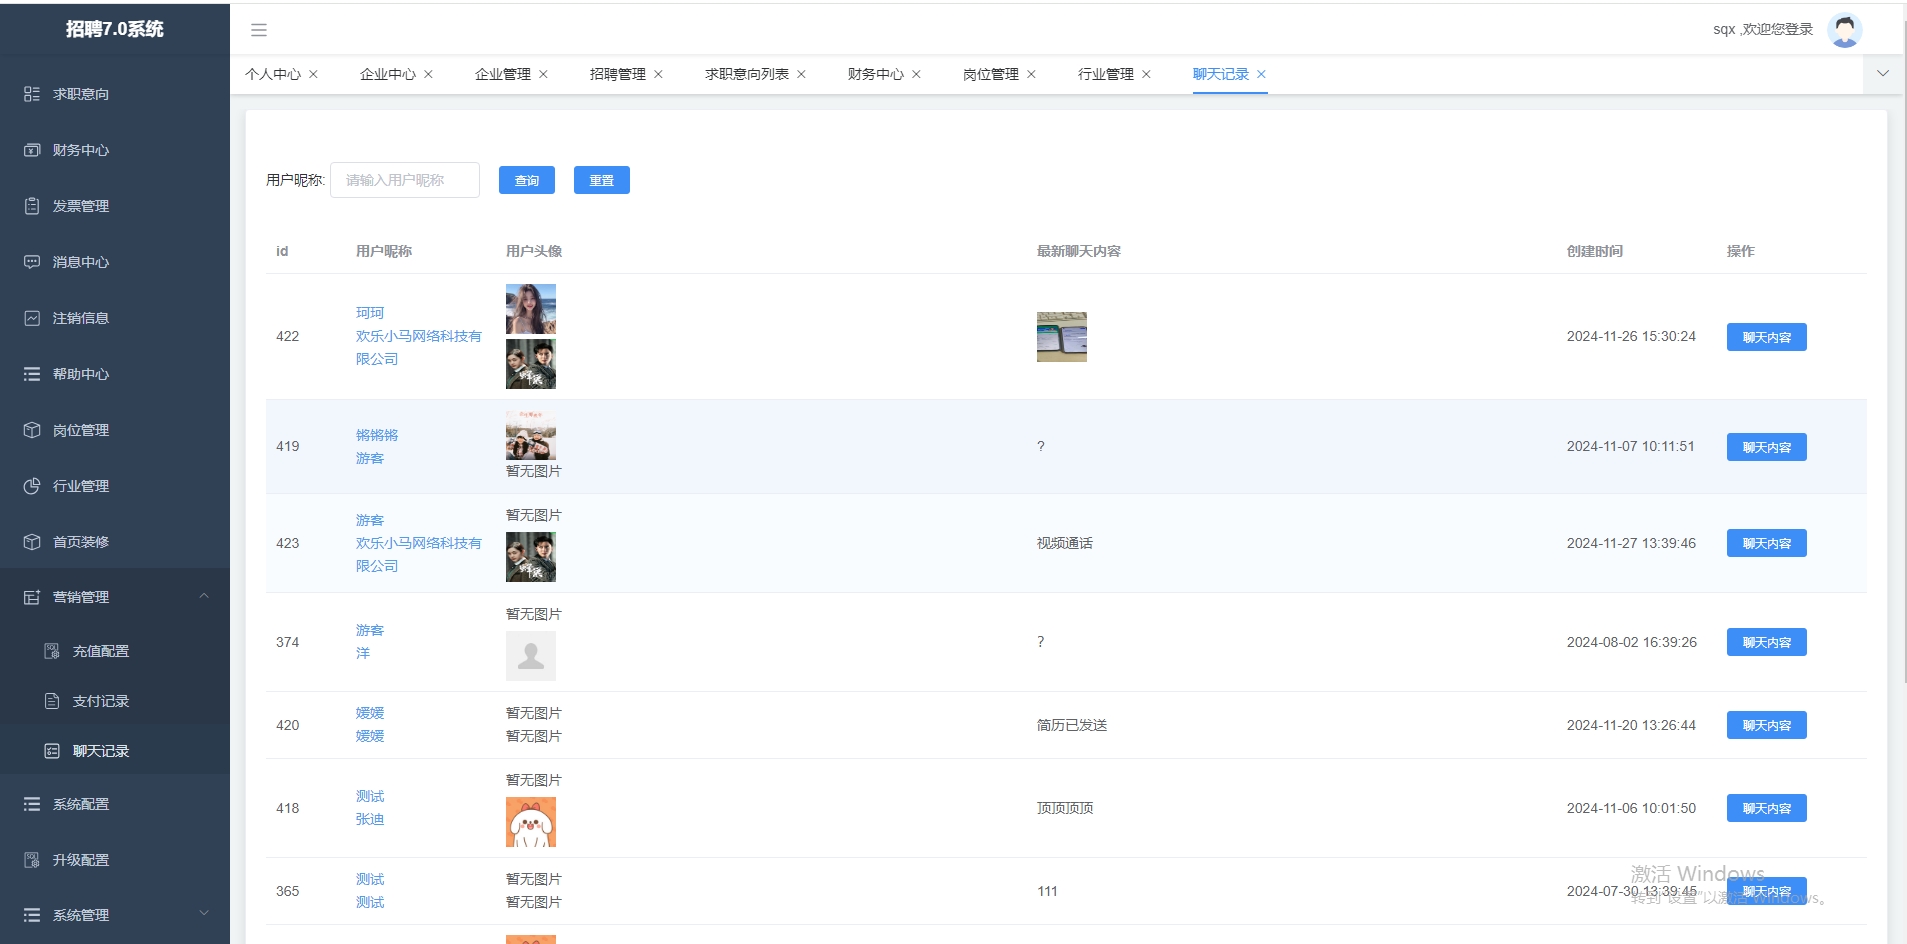 招聘7.0系统
sqx ,欢迎您登录
个人中心
企业中心
企业管理
招聘管理
求职意向列表
财务中心
岗位管理
行业管理
聊天记录
求职意向
财务中心
发票管理
消息中心
注销信息
帮助中心
岗位管理
行业管理
首页装修
营销管理
充值配置
支付记录
聊天记录
系统配置
升级配置
系统管理
用户昵称:
请输入用户昵称
查询
重置
id 用户昵称 用户头像 最新聊天内容 创建时间 操作
422
珂珂
欢乐小马网络科技有
限公司
2024-11-26 15:30:24
聊天内容
419
锵锵锵
游客
暂无图片
?
2024-11-07 10:11:51
聊天内容
423
游客
欢乐小马网络科技有
限公司
暂无图片
视频通话
2024-11-27 13:39:46
聊天内容
374
游客
洋
暂无图片
?
2024-08-02 16:39:26
聊天内容
420
媛媛
媛媛
暂无图片
暂无图片
简历已发送
2024-11-20 13:26:44
聊天内容
418
测试
张迪
暂无图片
顶顶顶顶
2024-11-06 10:01:50
聊天内容
365
测试
测试
暂无图片
暂无图片
111
2024-07-30 13:39:45
聊天内容
激活 Windows
转到"设置"以激活 Windows。